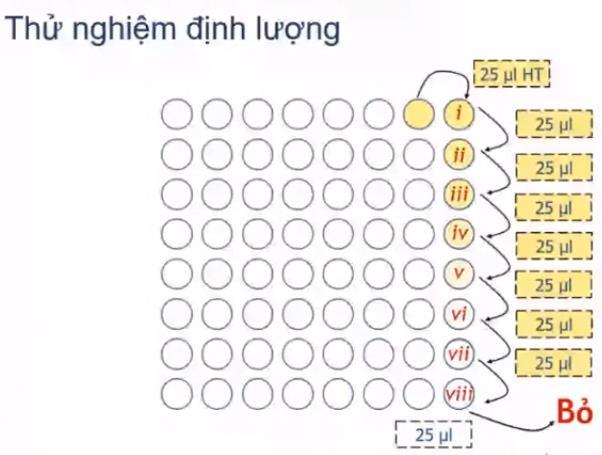 Thử nghiệm định lượng
25 µl HT
i
25 µl
ii
25 µl
iii
25 µl
iv
25 µl
v
25 µl
vi
25 µl
vii
25 µl
viii
Bỏ
25 µl